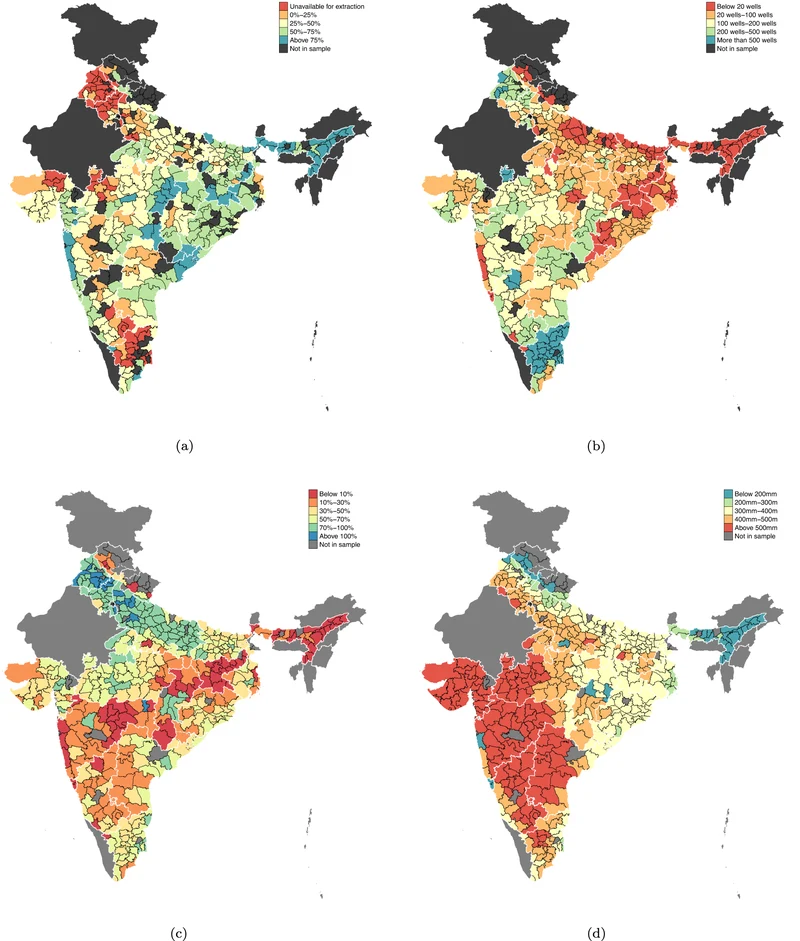 Unavailable for extraction
0%−25%
25%−50%
50%−75%
Above 75%
Not in sample
Below 20 wells
20 wells−100 wells
100 wells−200 wells
200 wells−500 wells
More than 500 wells
Not in sample
(a)
(b)
Below 10%
10%−30%
30%−50%
50%−70%
70%−100%
Above 100%
Not in sample
Below 200mm
200mm−300m
300mm−400m
400mm−500m
Above 500mm
Not in sample
(c)
(d)